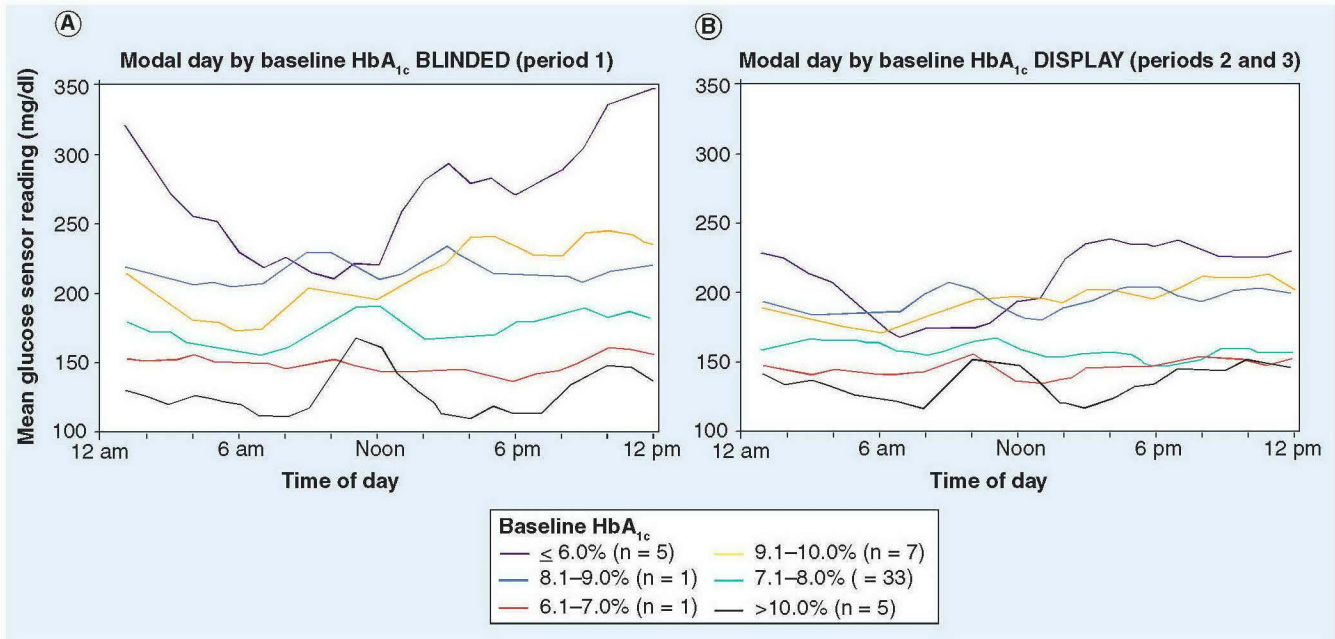 A
Modal day by baseline HbA1c BLINDED (period 1)
Mean glucose sensor reading (mg/dl)
350
300
250
200
150
100
12 am
6 am
Noon
6 pm
12 pm
Time of day
B
Modal day by baseline HbA1c DISPLAY (periods 2 and 3)
350
300
250
200
150
100
12 am
6 am
Noon
6 pm
12 pm
Time of day
Baseline HbA1c
≤ 6.0% (n = 5)
9.1–10.0% (n = 7)
8.1–9.0% (n = 1)
7.1–8.0% ( = 33)
6.1–7.0% (n = 1)
>10.0% (n = 5)